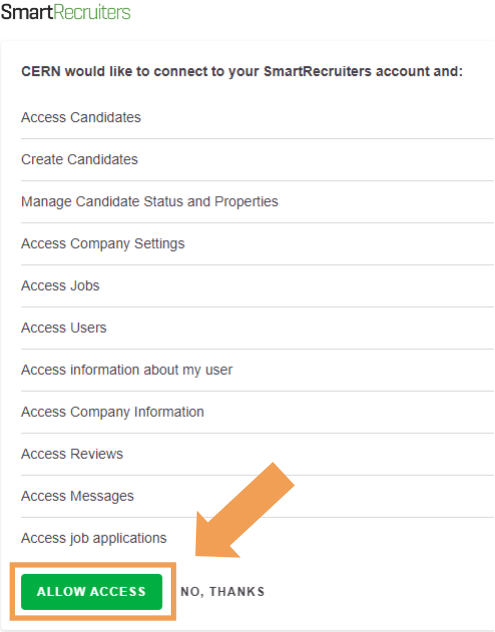 SmartRecruiters
CERN would like to connect to your SmartRecruiters account and:
Access Candidates
Create Candidates
Manage Candidate Status and Properties
Access Company Settings
Access Jobs
Access Users
Access information about my user
Access Company Information
Access Reviews
Access Messages
Access job applications
ALLOW ACCESS NO, THANKS